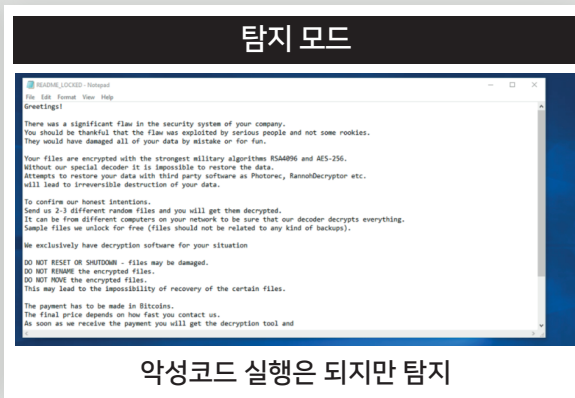 탐지 모드
README_LOCKED - Notepad
File Edit Format View Help
Greetings!
There was a significant flaw in the security system of your company.
You should be thankful that the flaw was exploited by serious people and not some rookies.
They would have damaged all of your data by mistake or for fun.
Your files are encrypted with the strongest military algorithms RSA4096 and AES-256.
Without our special decoder it is impossible to restore the data.
Attempts to restore your data with third party software as Photorec, RannohDecryptor etc.
will lead to irreversible destruction of your data.
To confirm our honest intentions.
Send us 2-3 different random files and you will get them decrypted.
It can be from different computers on your network to be sure that our decoder decrypts everything.
Sample files we unlock for free (files should not be related to any kind of backups).
We exclusively have decryption software for your situation
DO NOT RESET OR SHUTDOWN - files may be damaged.
DO NOT RENAME the encrypted files.
DO NOT MOVE the encrypted files.
This may lead to the impossibility of recovery of the certain files.
The payment has to be made in Bitcoins.
The final price depends on how fast you contact us.
As soon as we receive the payment you will get the decryption tool and
악성코드 실행은 되지만 탐지